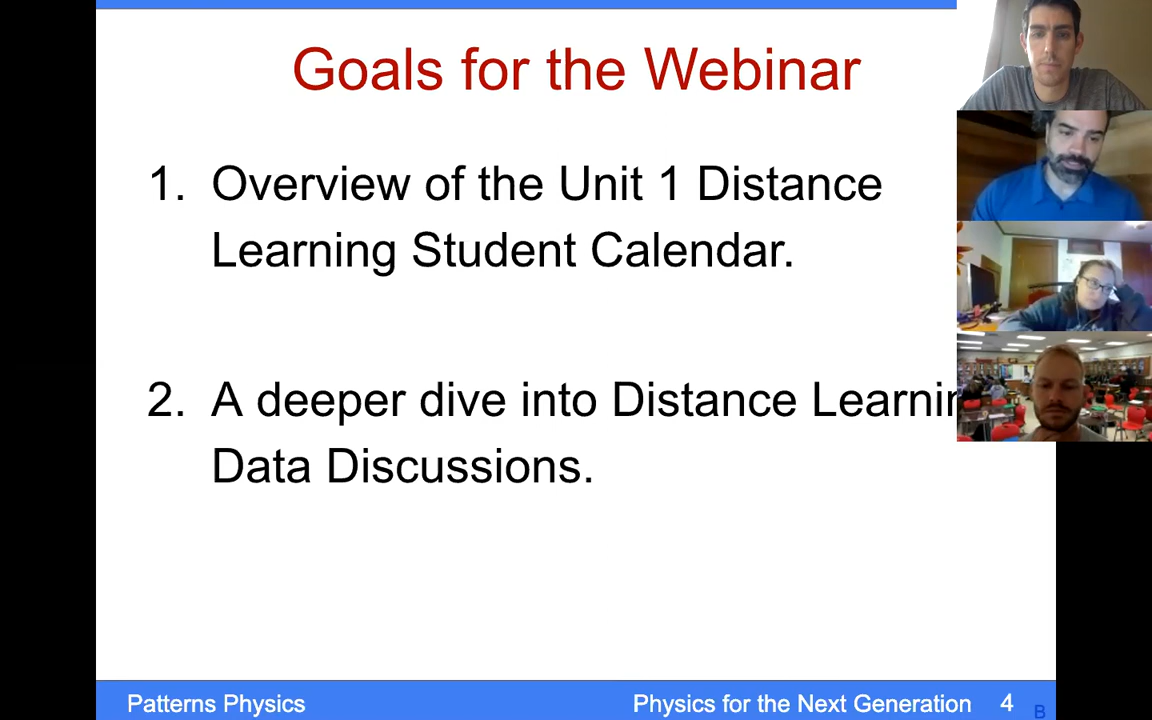 Goals for the Webinar
1. Overview of the Unit 1 Distance
Learning Student Calendar.
2. A deeper dive into Distance Learnin
Data Discussions.
Patterns Physics
Physics for the Next Generation 4
B